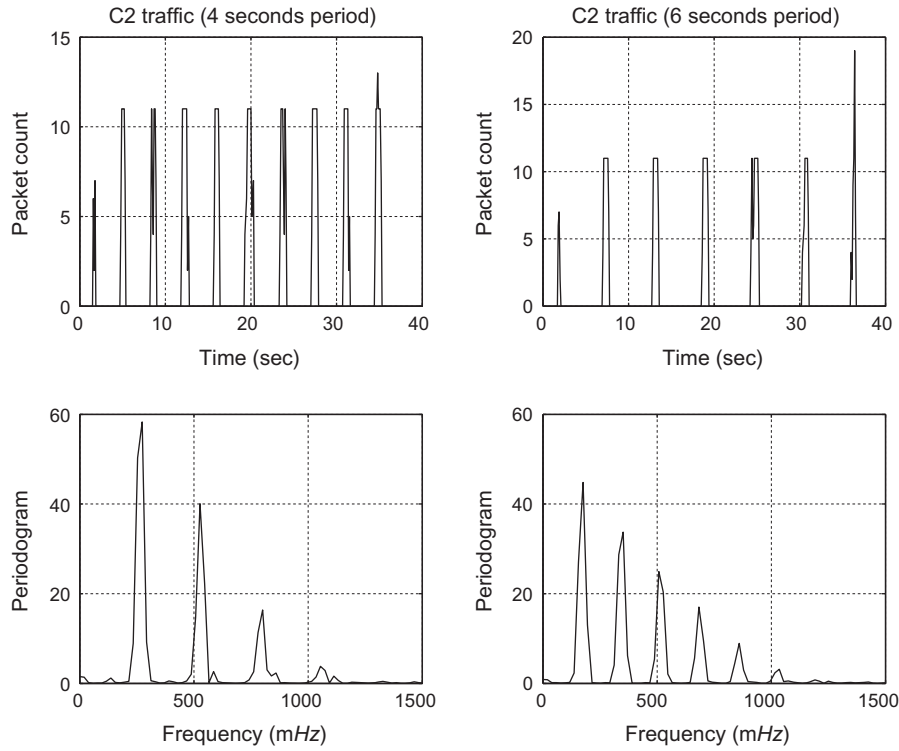 C2 traffic (4 seconds period)
15
10
5
0
Packet count
0 10 20 30 40
Time (sec)
C2 traffic (6 seconds period)
20
15
10
5
0
Packet count
0 10 20 30 40
Time (sec)
60
40
20
0
Periodogram
0 500 1000 1500
Frequency (mHz)
60
40
20
0
Periodogram
0 500 1000 1500
Frequency (mHz)